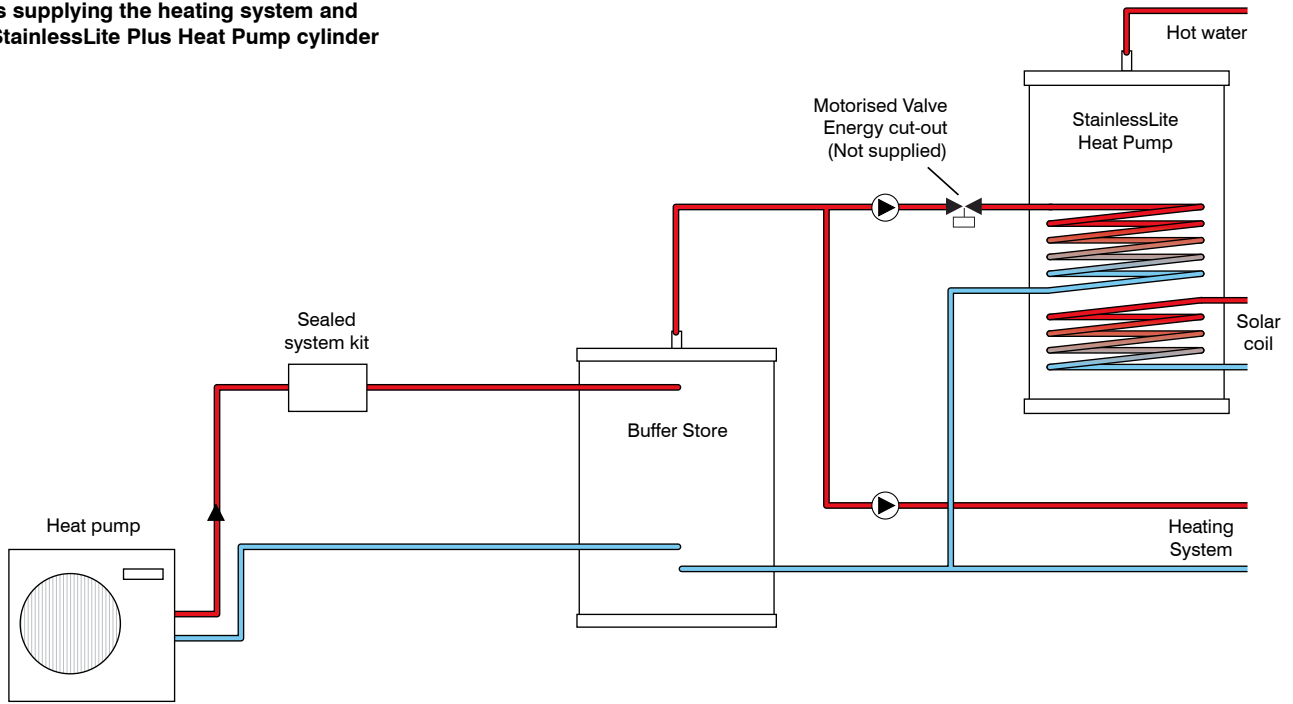 s supplying the heating system and
StainlessLite Plus Heat Pump cylinder
Hot water
Motorised Valve
Energy cut-out
(Not supplied)
StainlessLite
Heat Pump
Solar
coil
Sealed
system kit
Buffer Store
Heat pump
Heating
System